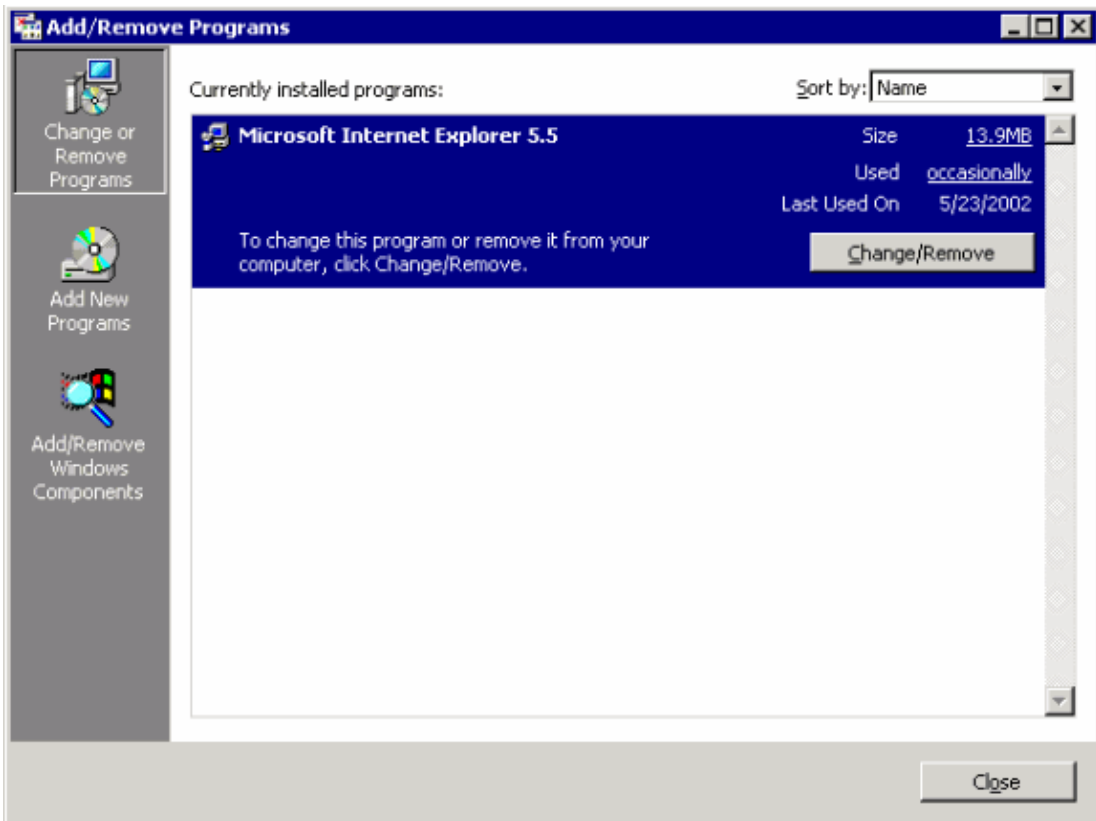 Add/Remove Programs
Change or
Remove
Programs
Add New
Programs
Add/Remove
Windows
Components
Currently installed programs:
Sort by: Name
Microsoft Internet Explorer 5.5
Size 13.9MB
Used occasionally
Last Used On 5/23/2002
To change this program or remove it from your
computer, click Change/Remove.
Change/Remove
Close